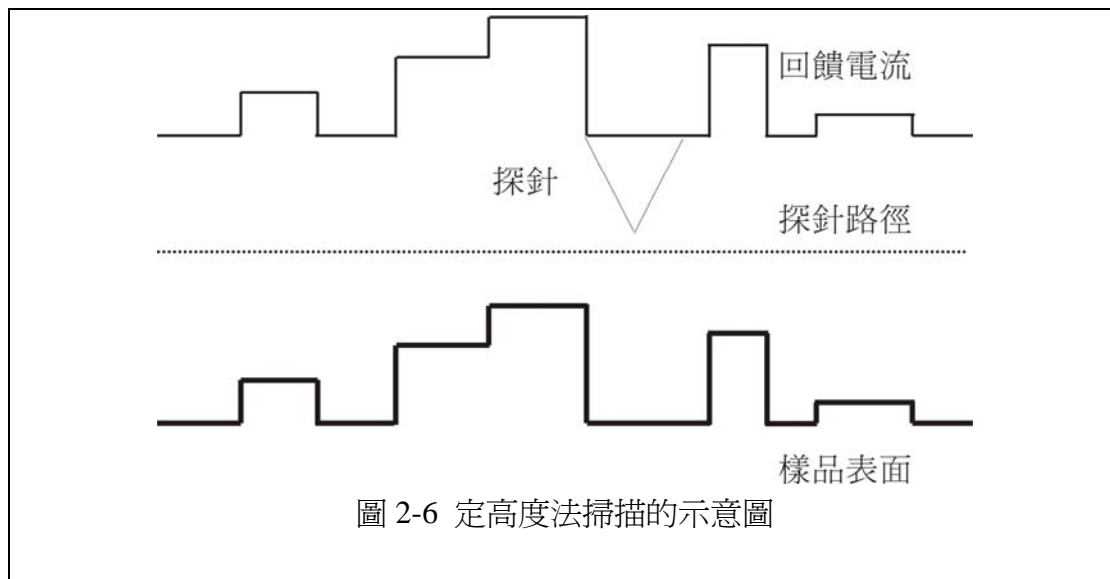 回饋電流
探針
探針路徑
樣品表面
圖 2-6 定高度法掃描的示意圖